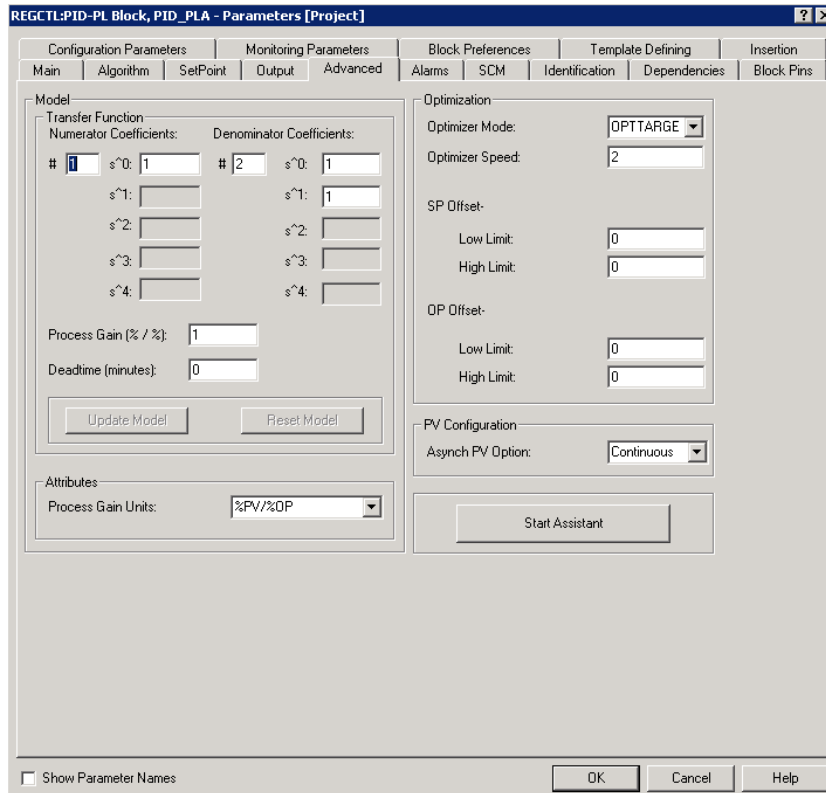 REGCTL:PID-PL Block, PID_PLA - Parameters [Project]
Configuration Parameters Monitoring Parameters Block Preferences Template Defining Insertion
Main Algorithm SetPoint Output Advanced Alarms SCM Identification Dependencies Block Pins
Model
Transfer Function
Numerator Coefficients: Denominator Coefficients:
# 1 s^0: 1 # 2 s^0: 1
s^1: s^1: 1
s^2: s^2:
s^3: s^3:
s^4: s^4:
Process Gain (% / %): 1
Deadtime (minutes): 0
Update Model Reset Model
Attributes
Process Gain Units: %PV/%OP
Optimization
Optimizer Mode: OPTTARGE
Optimizer Speed: 2
SP Offset-
Low Limit: 0
High Limit: 0
OP Offset-
Low Limit: 0
High Limit: 0
PV Configuration
Asynch PV Option: Continuous
Start Assistant
Show Parameter Names OK Cancel Help